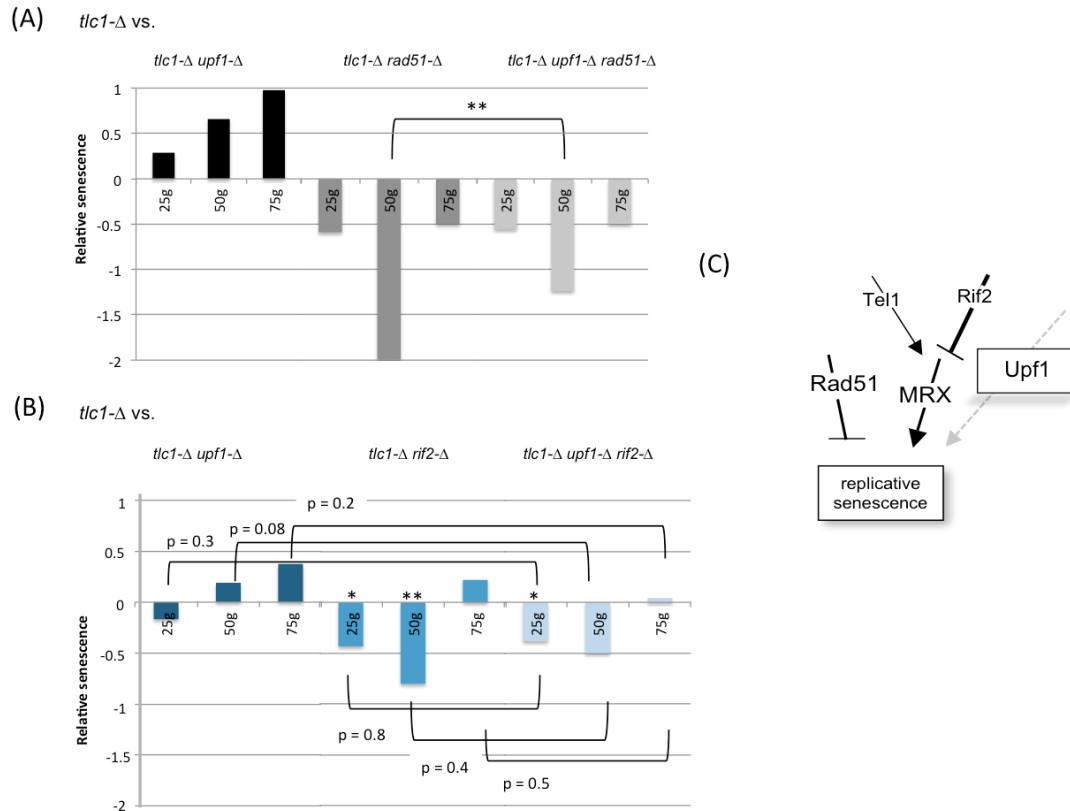 (A)
tlc1-Δ vs.
tlc1-Δ upf1-Δ
tlc1-Δ rad51-Δ
tlc1-Δ upf1-Δ rad51-Δ
Relative senescence
1
0.5
0
-0.5
-1
-1.5
-2
25g
50g
75g
25g
50g
75g
25g
50g
75g
**
(B)
tlc1-Δ vs.
tlc1-Δ upf1-Δ
tlc1-Δ rif2-Δ
tlc1-Δ upf1-Δ rif2-Δ
Relative senescence
1
0.5
0
-0.5
-1
-1.5
-2
p = 0.2
p = 0.08
p = 0.3
*
**
*
25g
50g
75g
25g
50g
75g
25g
50g
75g
p = 0.8
p = 0.4
p = 0.5
(C)
Tel1
Rif2
Upf1
Rad51
MRX
replicative
senescence